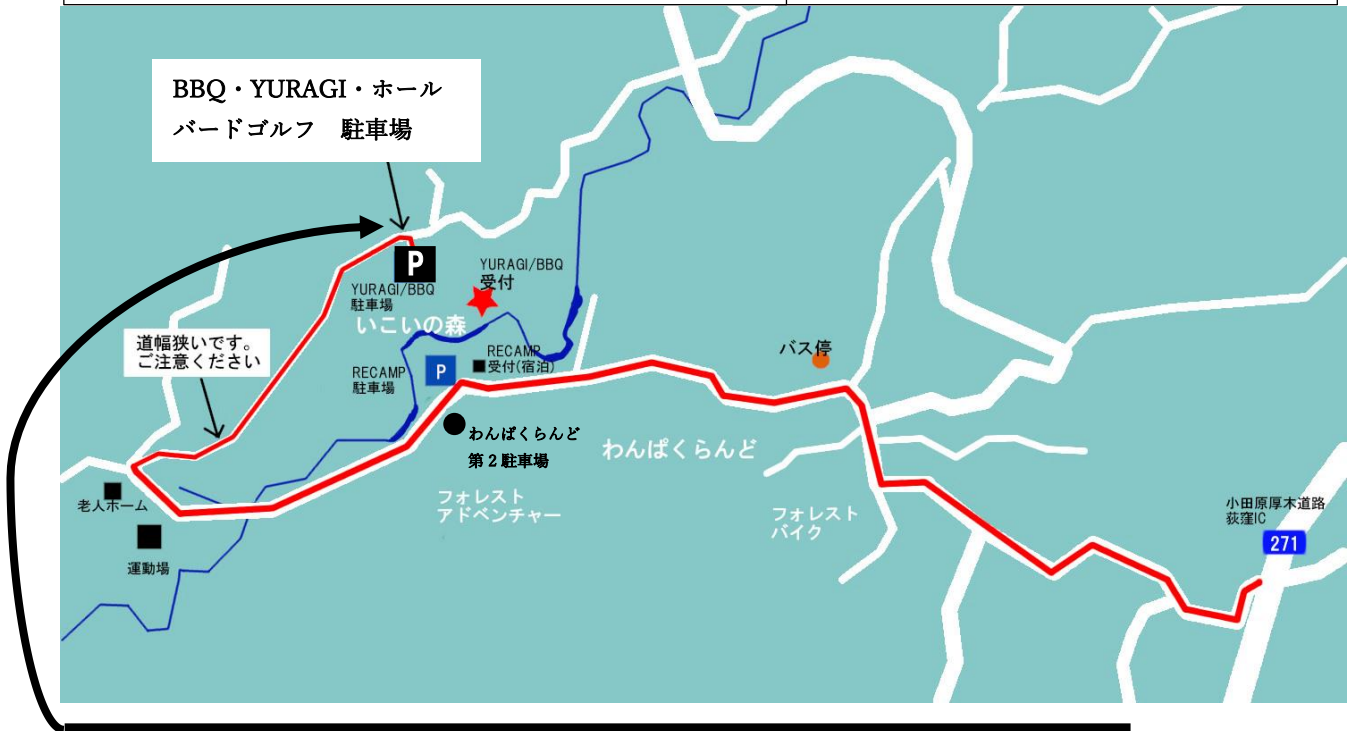 BBQ・YURAGI・ホール
バードゴルフ　駐車場
YURAGI/BBQ
受付
YURAGI/BBQ
駐車場
いこいの森
道幅狭いです。
ご注意ください
RECAMP
受付(宿泊)
RECAMP
駐車場
バス停
わんぱくらんど
第２駐車場
わんぱくらんど
老人ホーム
フォレスト
アドベンチャー
フォレスト
バイク
小田原厚木道路
荻窪IC
271
運動場
P
P